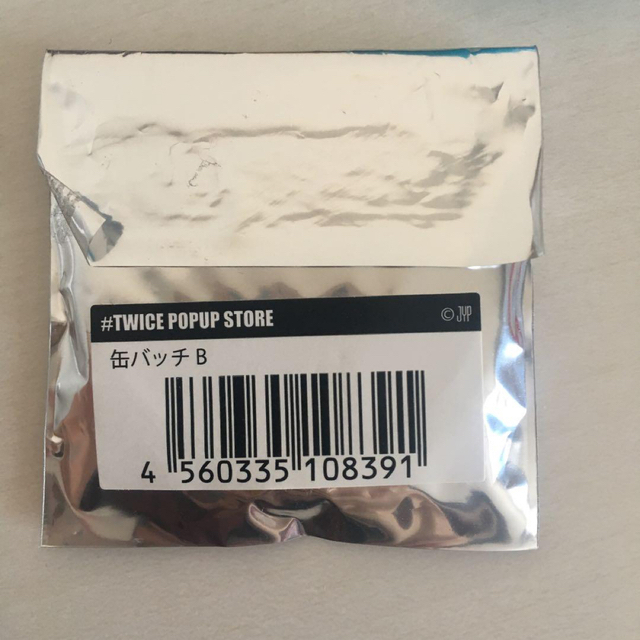 #TWICE POPUP STORE © JYP
缶バッチ B
4 560335 108391